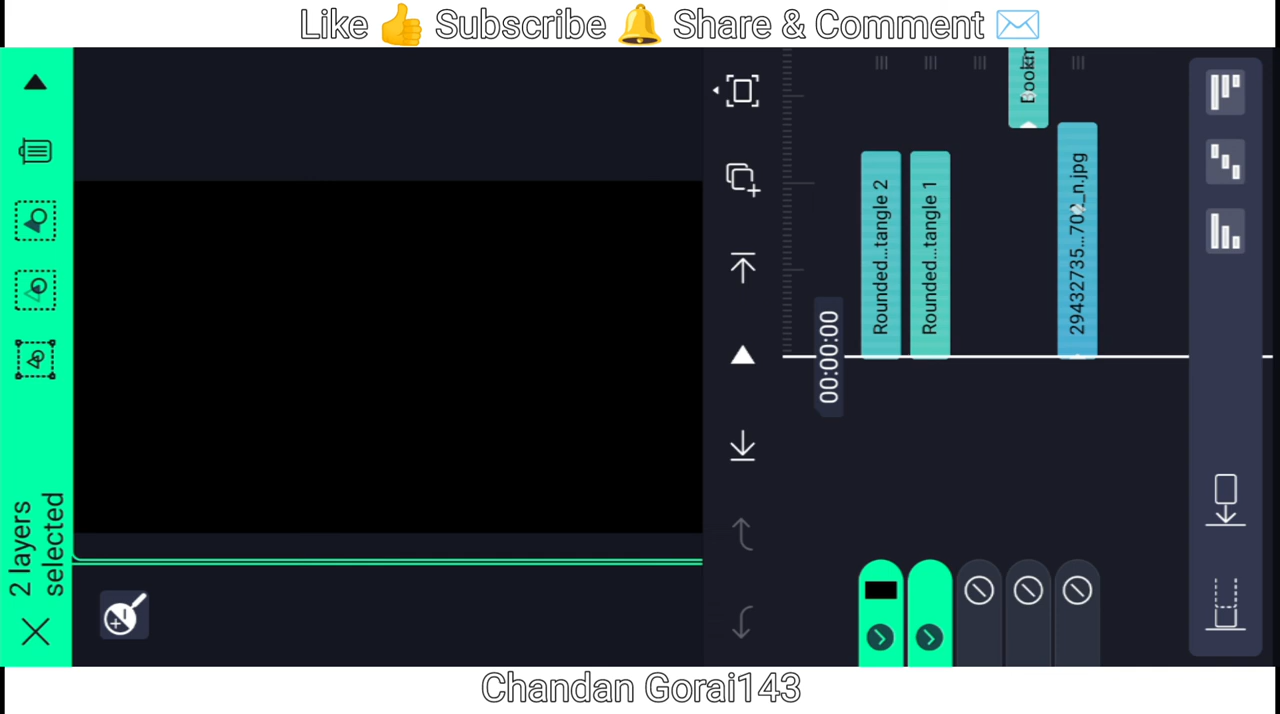 Like 👍 Subscribe 🔔 Share & Comment ✉️
2 layers
selected
00:00:00
Rounded...tangle 2
Rounded...tangle 1
29432735...702_n.jpg
Chandan Gorai143